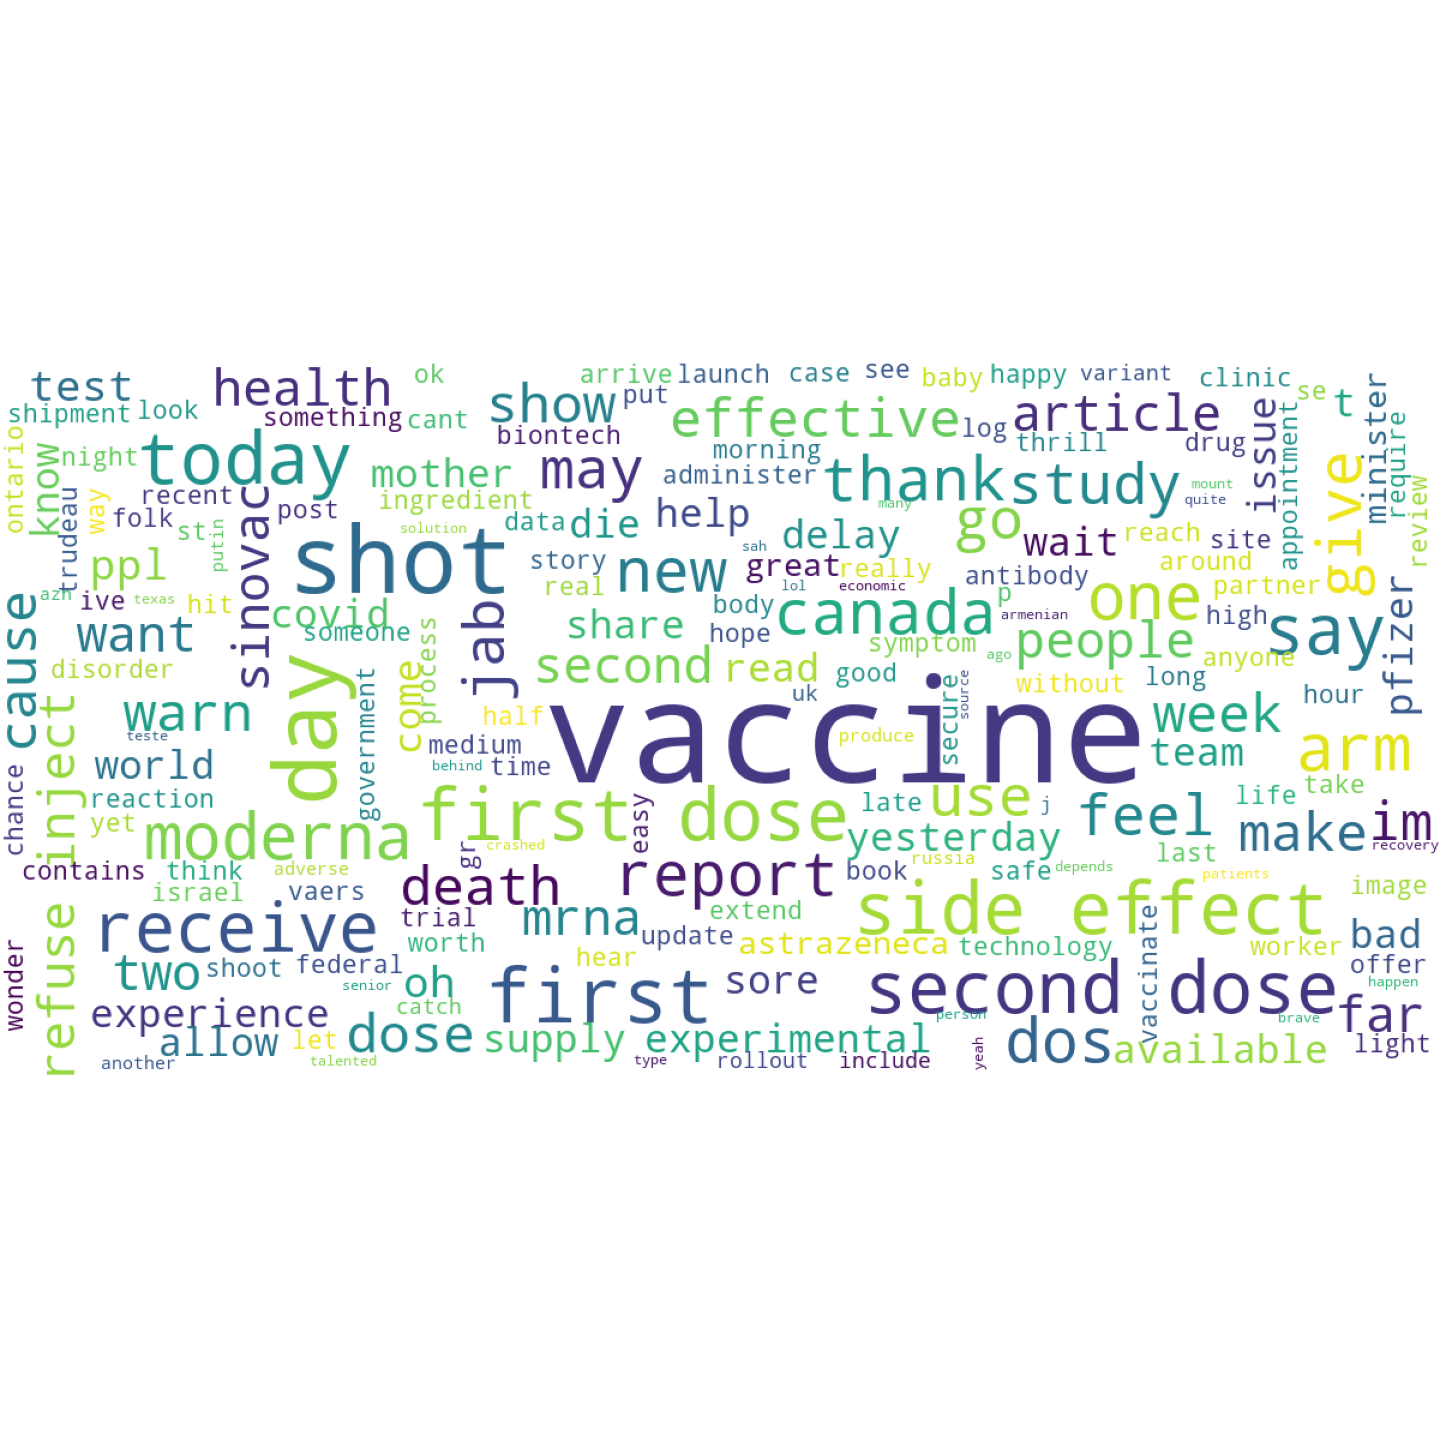 test
health
ok
arrive
launch
case
see
baby
happy
variant
clinic
se
t
shipment
look
something
cant
show
put
effective
log
article
issue
minister
ontario
know
night
today
mother
biontech
may
morning
administer
thank
thrill
study
drug
appointment
give
require
review
way
recent
folk
sinovac
post
ingredient
data
die
help
delay
many
go
wait
mount
quite
reach
site
trudeau
st
putin
shot
solution
story
new
sah
great
really
antibody
around
ppl
azn
ive
texas
hit
covid
real
lol
economic
body
canada
p
armenian
one
partner
high
say
pfizer
cause
want
someone
process
jab
share
hope
symptom
people
anyone
disorder
day
come
second
read
good
ago
without
long
hour
inject
warn
teste
government
half
uk
vaccine
secure
source
week
world
medium
behind
time
produce
team
arm
chance
reaction
yet
moderna
first dose
easy
late
use
j
feel
life
take
make
im
recovery
contains
think
adverse
gr
crashed
yesterday
last
report
book
russia
safe
depends
patients
image
israel
vaers
death
refuse
receive
trial
mrna
extend
side effect
bad
wonder
two
shoot
federal
worth
update
hear
astrazeneca
technology
vaccinate
worker
offer
senior
oh
first
sore
second dose
happen
experience
catch
person
brave
far
allow
let
dose
supply
experimental
dos
available
light
another
talented
type
rollout
include
yeah